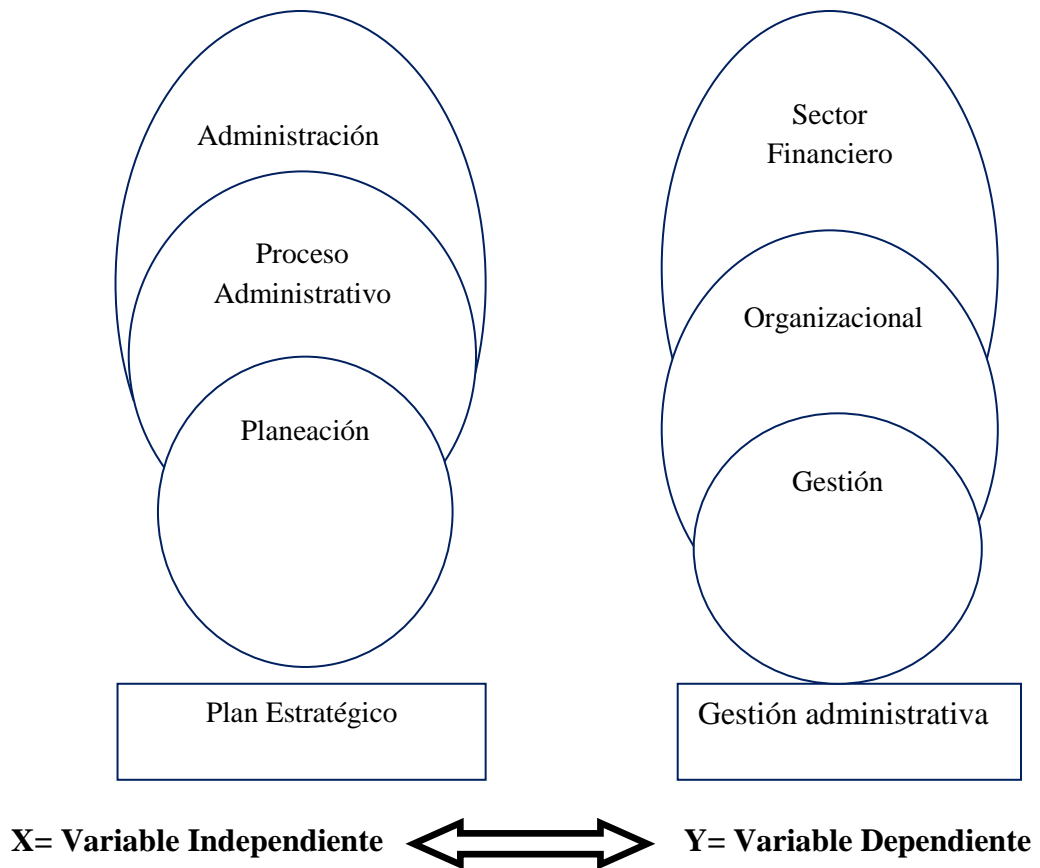 Administración
Proceso
Administrativo
Planeación
Plan Estratégico
Sector
Financiero
Organizacional
Gestión
Gestión administrativa
X= Variable Independiente
Y= Variable Dependiente